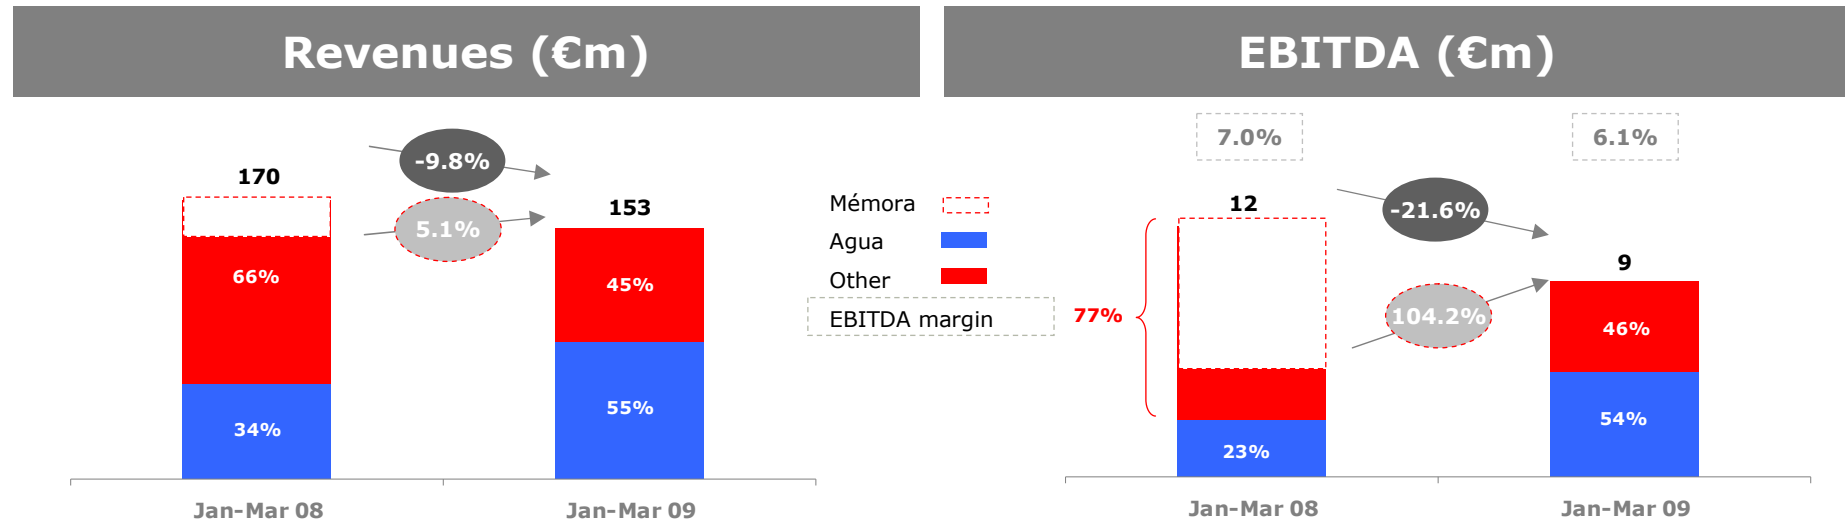 Revenues (€m)
170
-9.8%
5.1%
153
66%
34%
45%
55%
Jan-Mar 08
Jan-Mar 09
Mémora
Agua
Other
EBITDA margin
EBITDA (€m)
7.0%
6.1%
12
-21.6%
104.2%
9
77%
23%
46%
54%
Jan-Mar 08
Jan-Mar 09